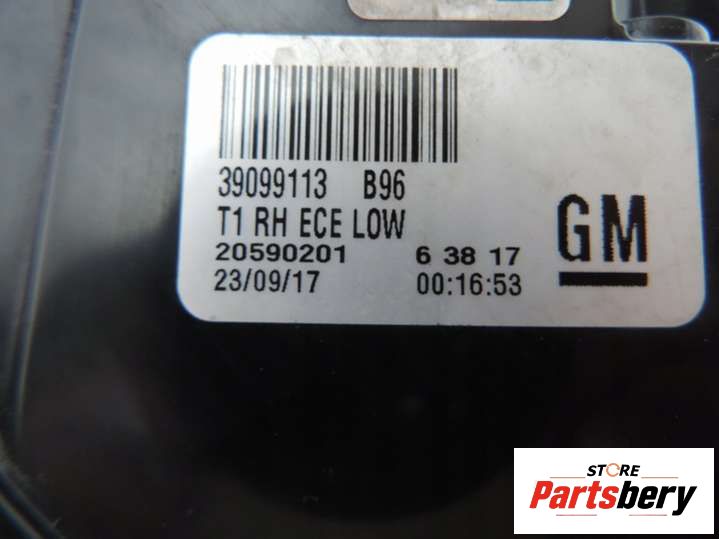 39099113 B96
T1 RH ECE LOW
20590201 6 38 17
23/09/17 00:16:53
GM
STORE
Partsbery